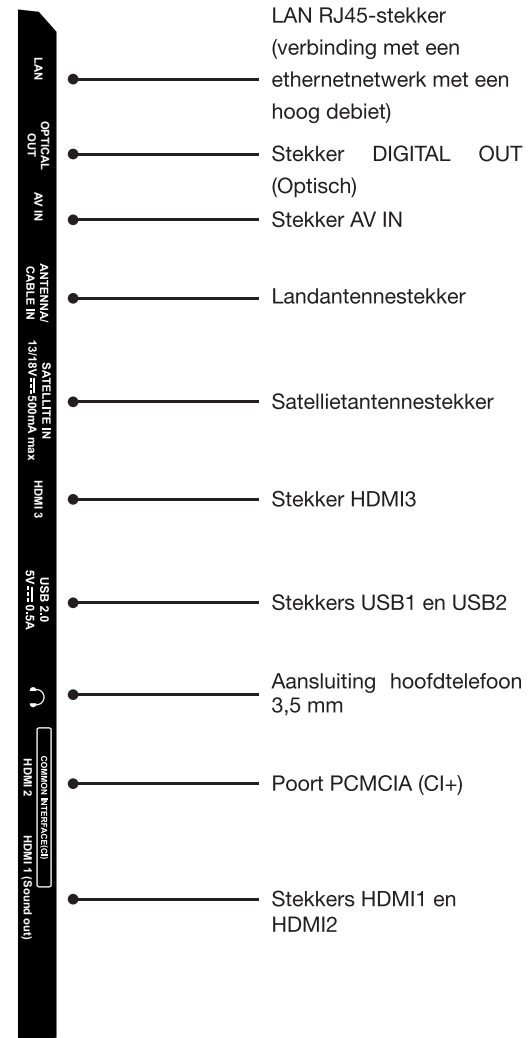 LAN
LAN RJ45-stekker
(verbinding met een
ethernetnetwerk met een
hoog debiet)
OPTICAL
OUT
Stekker DIGITAL OUT
(Optisch)
AV IN
Stekker AV IN
ANTENNA/
CABLE IN
Landantennestekker
SATELLITE IN
13/18V⎓500mA max
Satellietantennestekker
HDMI 3
Stekker HDMI3
USB 2.0
5V⎓0.5A
Stekkers USB1 en USB2
Aansluiting hoofdtelefoon
3,5 mm
COMMON INTERFACE(CI)
Poort PCMCIA (CI+)
HDMI 2
HDMI 1 (Sound out)
Stekkers HDMI1 en
HDMI2